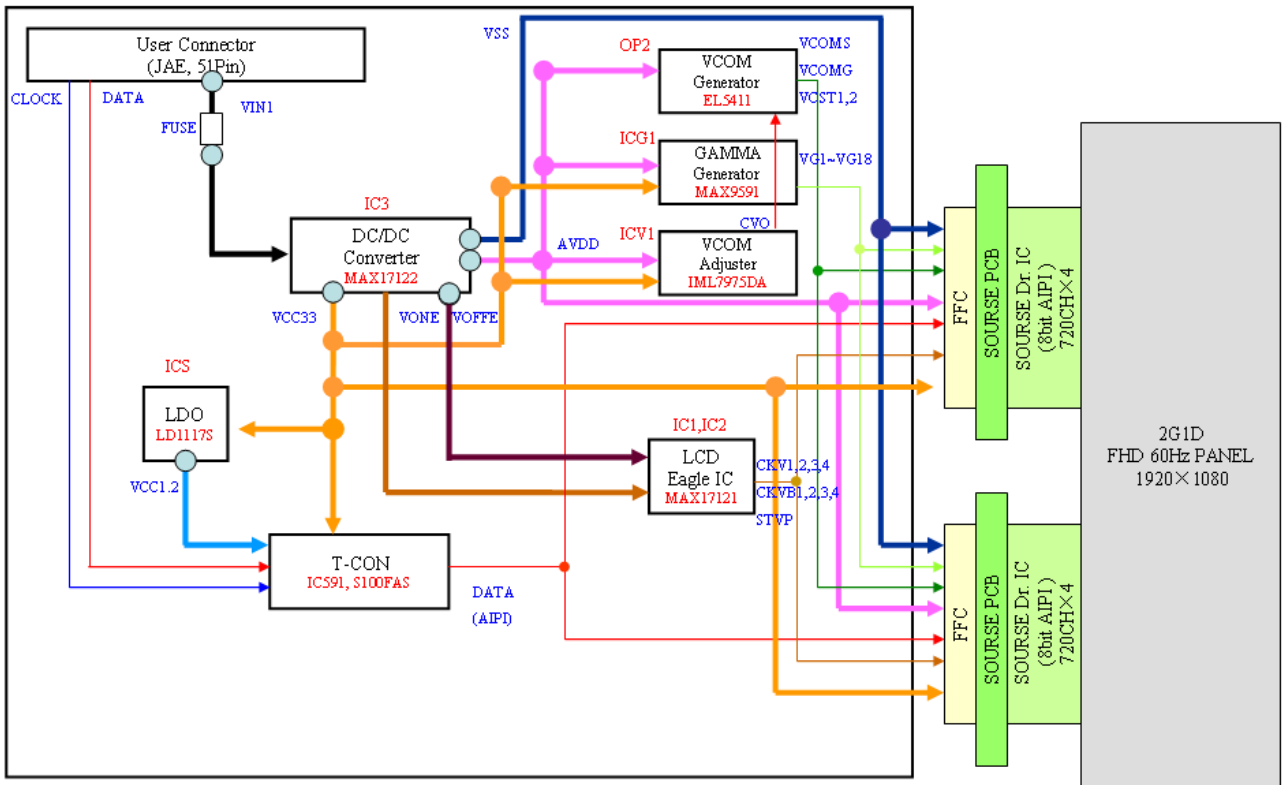 User Connector
(JAE, 51Pin)
CLOCK
DATA
VIN1
FUSE
VSS
OP2
VCOM
Generator
EL5411
VCOMS
VCOMG
VCST1,2
ICG1
GAMMA
Generator
MAX9591
VG1~VG18
CVO
ICV1
VCOM
Adjuster
IML7975DA
IC3
DC/DC
Converter
MAX17122
AVDD
VCC33
VONE
VOFFE
ICS
LDO
LD1117S
VCC1.2
IC1,IC2
LCD
Eagle IC
MAX17121
CKV1,2,3,4
CKVB1,2,3,4
STVP
T-CON
IC591, S100FAS
DATA
(AIPI)
FFC
SOURSE PCB
SOURSE Dr. IC
(8bit AIPI )
720CH×4
FFC
SOURSE PCB
SOURSE Dr. IC
(8bit AIPI )
720CH×4
2G1D
FHD 60Hz PANEL
1920×1080